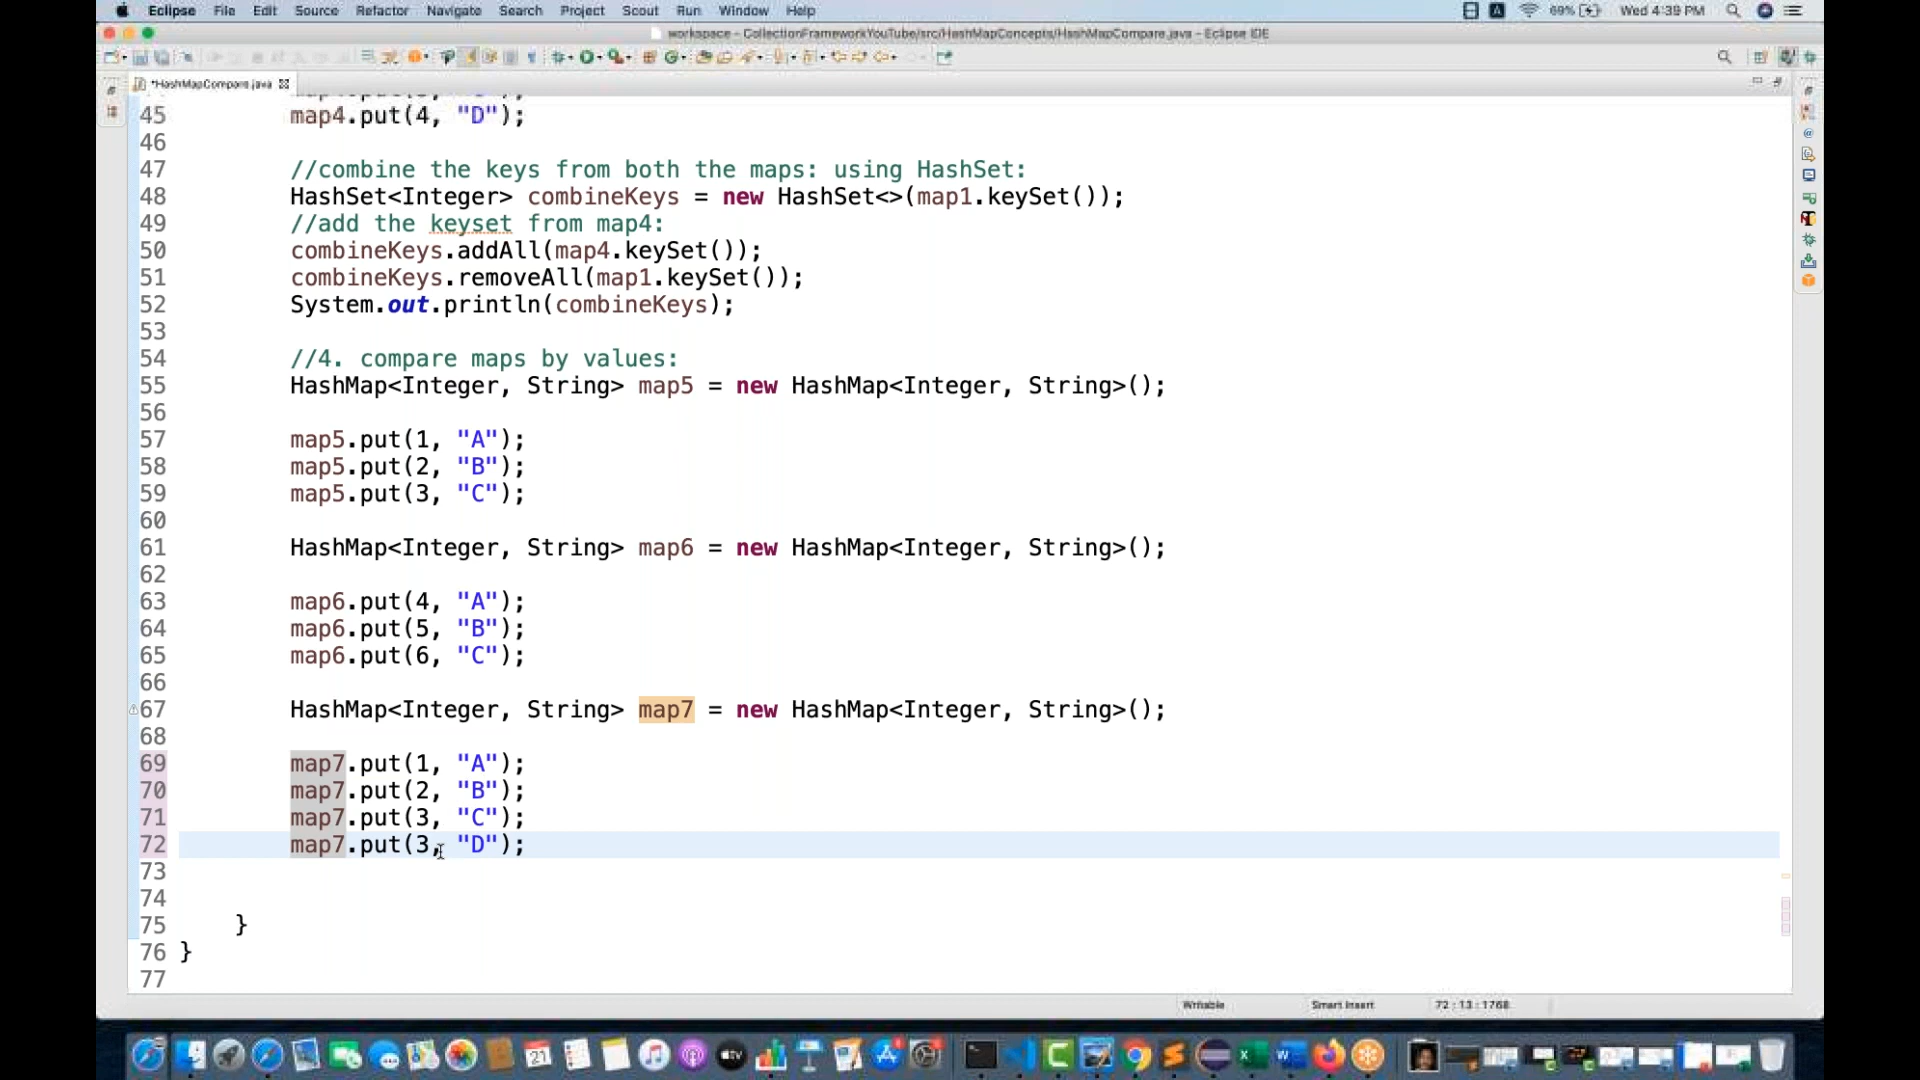 Eclipse File Edit Source Refactor Navigate Search Project Scout Run Window Help 69% Wed 4:39 PM
workspace - CollectionFrameworkYouTube/src/HashMapConcepts/HashMapCompare.java - Eclipse IDE
*HashMapCompare.java
45 map4.put(4, "D");
46
47 //combine the keys from both the maps: using HashSet:
48 HashSet<Integer> combineKeys = new HashSet<>(map1.keySet());
49 //add the keyset from map4:
50 combineKeys.addAll(map4.keySet());
51 combineKeys.removeAll(map1.keySet());
52 System.out.println(combineKeys);
53
54 //4. compare maps by values:
55 HashMap<Integer, String> map5 = new HashMap<Integer, String>();
56
57 map5.put(1, "A");
58 map5.put(2, "B");
59 map5.put(3, "C");
60
61 HashMap<Integer, String> map6 = new HashMap<Integer, String>();
62
63 map6.put(4, "A");
64 map6.put(5, "B");
65 map6.put(6, "C");
66
67 HashMap<Integer, String> map7 = new HashMap<Integer, String>();
68
69 map7.put(1, "A");
70 map7.put(2, "B");
71 map7.put(3, "C");
72 map7.put(3, "D");
73
74
75 }
76 }
77
Writable Smart Insert 72 : 13 : 1768